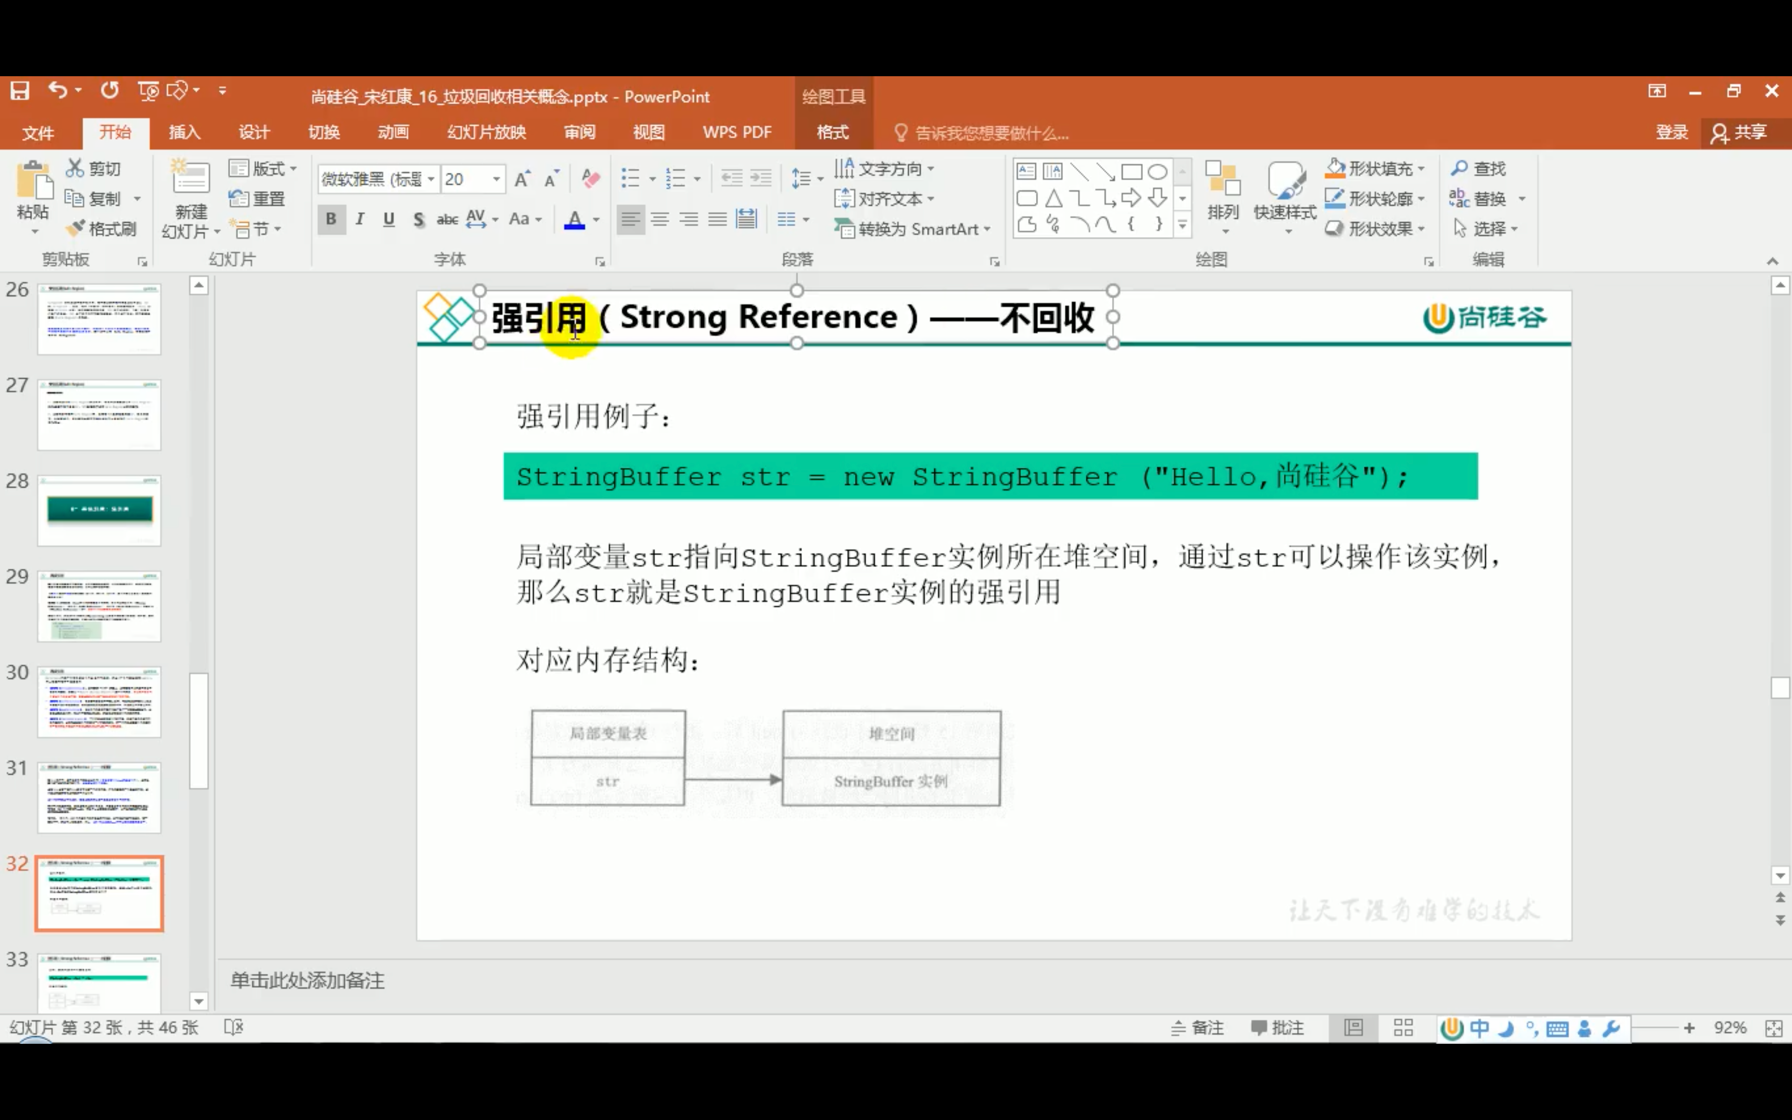 尚硅谷_宋红康_16_垃圾回收相关概念.pptx - PowerPoint
绘图工具
文件 开始 插入 设计 切换 动画 幻灯片放映 审阅 视图 WPS PDF 格式 告诉我您想要做什么... 登录 共享
剪切
复制
格式刷
粘贴
剪贴板
新建
幻灯片
版式
重置
节
幻灯片
微软雅黑 (标题 20
B I U S abc AV Aa A
字体
文字方向
对齐文本
转换为 SmartArt
段落
排列
快速样式
形状填充
形状轮廓
形状效果
绘图
查找
替换
选择
编辑
26
27
28
29
30
31
32
33
强引用（Strong Reference）——不回收
尚硅谷
强引用例子：
StringBuffer str = new StringBuffer ("Hello,尚硅谷");
局部变量str指向StringBuffer实例所在堆空间，通过str可以操作该实例，
那么str就是StringBuffer实例的强引用
对应内存结构：
局部变量表
str
堆空间
StringBuffer 实例
让天下没有难学的技术
单击此处添加备注
幻灯片 第 32 张，共 46 张
备注
批注
中
92%